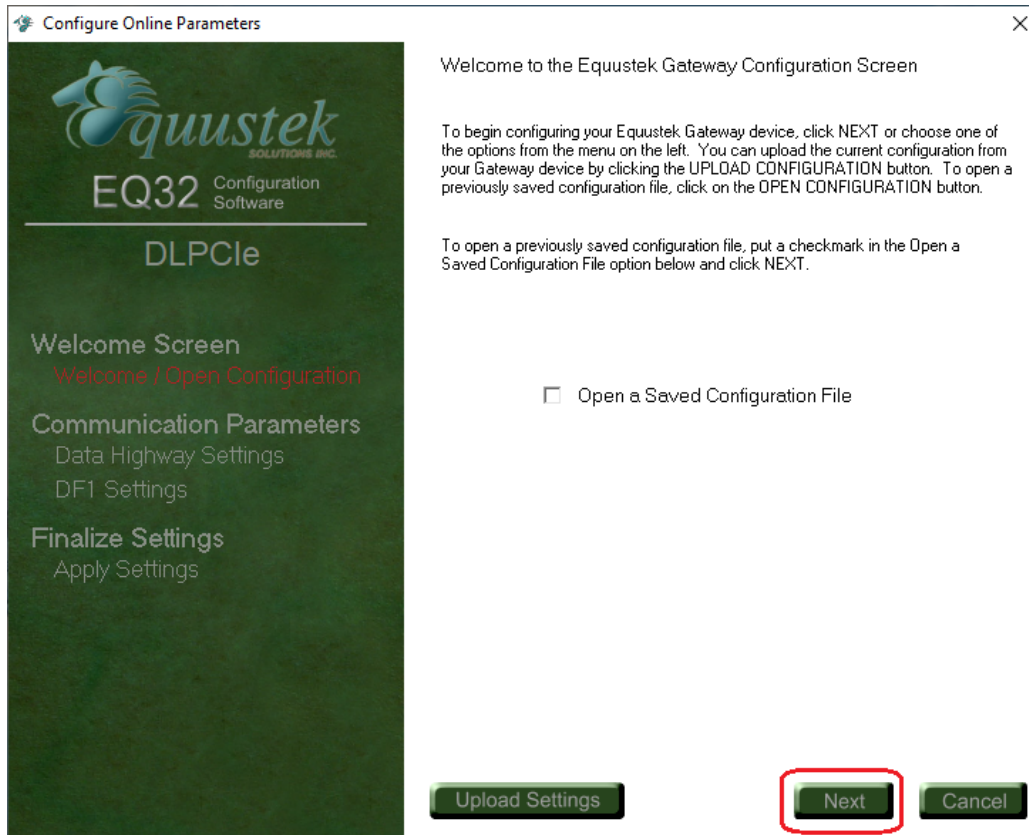 Configure Online Parameters
Equustek
SOLUTIONS INC.
EQ32 Configuration
Software
DLPCIe
Welcome Screen
Welcome / Open Configuration
Communication Parameters
Data Highway Settings
DF1 Settings
Finalize Settings
Apply Settings
Welcome to the Equustek Gateway Configuration Screen
To begin configuring your Equustek Gateway device, click NEXT or choose one of
the options from the menu on the left. You can upload the current configuration from
your Gateway device by clicking the UPLOAD CONFIGURATION button. To open a
previously saved configuration file, click on the OPEN CONFIGURATION button.
To open a previously saved configuration file, put a checkmark in the Open a
Saved Configuration File option below and click NEXT.
Open a Saved Configuration File
Upload Settings
Next
Cancel